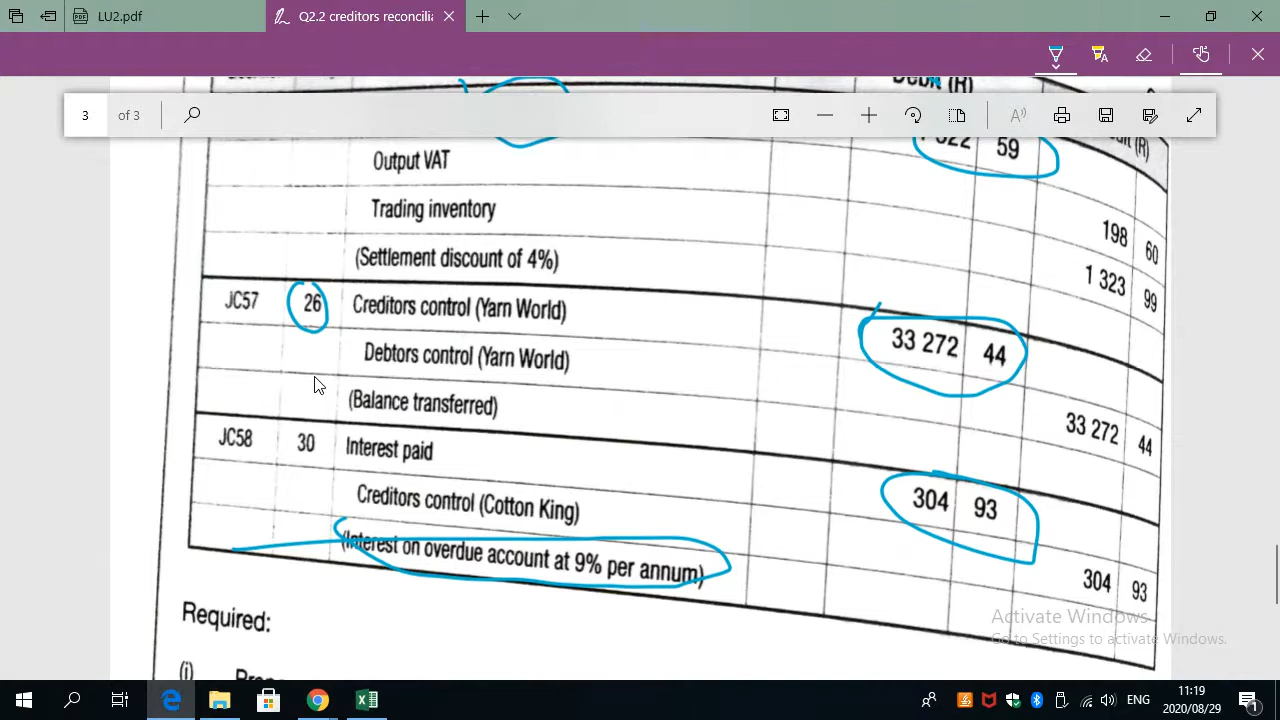 LU2.pdf
Q2.2 creditors reconcilia
3 of 3
Debit (R)
59
Output VAT
198 60
Trading inventory
1 323 99
(Settlement discount of 4%)
JC57 26 Creditors control (Yarn World) 33 272 44
Debtors control (Yarn World) 33 272 44
(Balance transferred)
JC58 30 Interest paid 304 93
Creditors control (Cotton King) 304 93
(Interest on overdue account at 9% per annum)
Required:
(i)
Activate Windows
Go to Settings to activate Windows.
ENG
11:19
2020/08/29
1